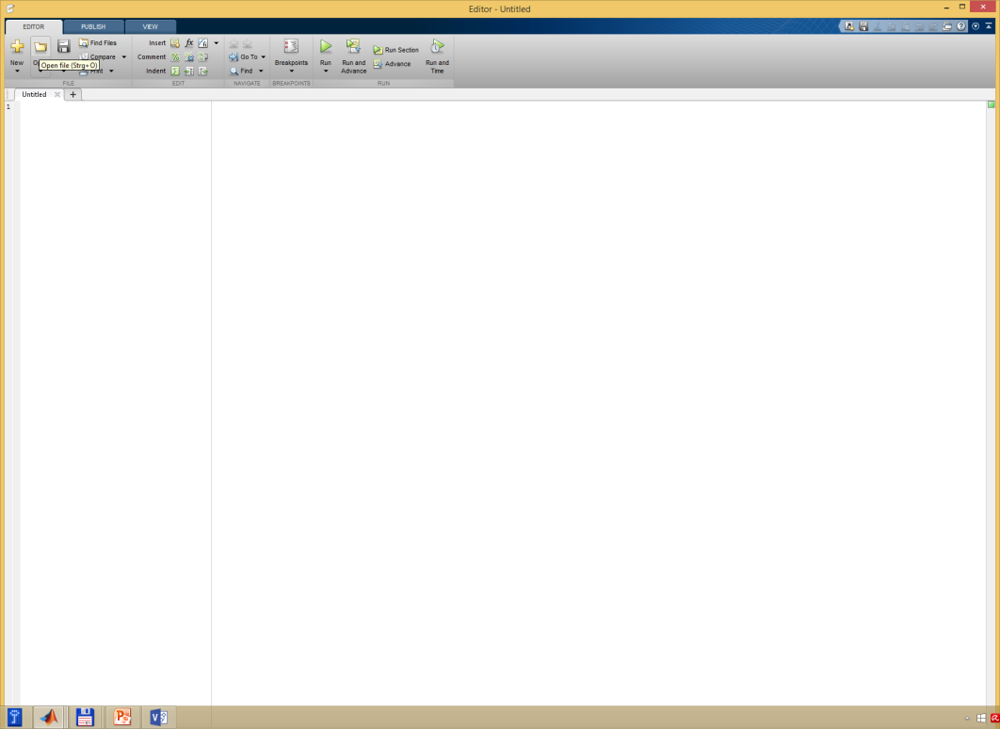 Editor - Untitled
EDITOR PUBLISH VIEW
Find Files Insert fx
Compare Comment Go To Breakpoints Run Run and Advance Run Section Run and Time
New Open file (Strg+O) Print Indent Find Advance
FILE EDIT NAVIGATE BREAKPOINTS RUN
Untitled
1